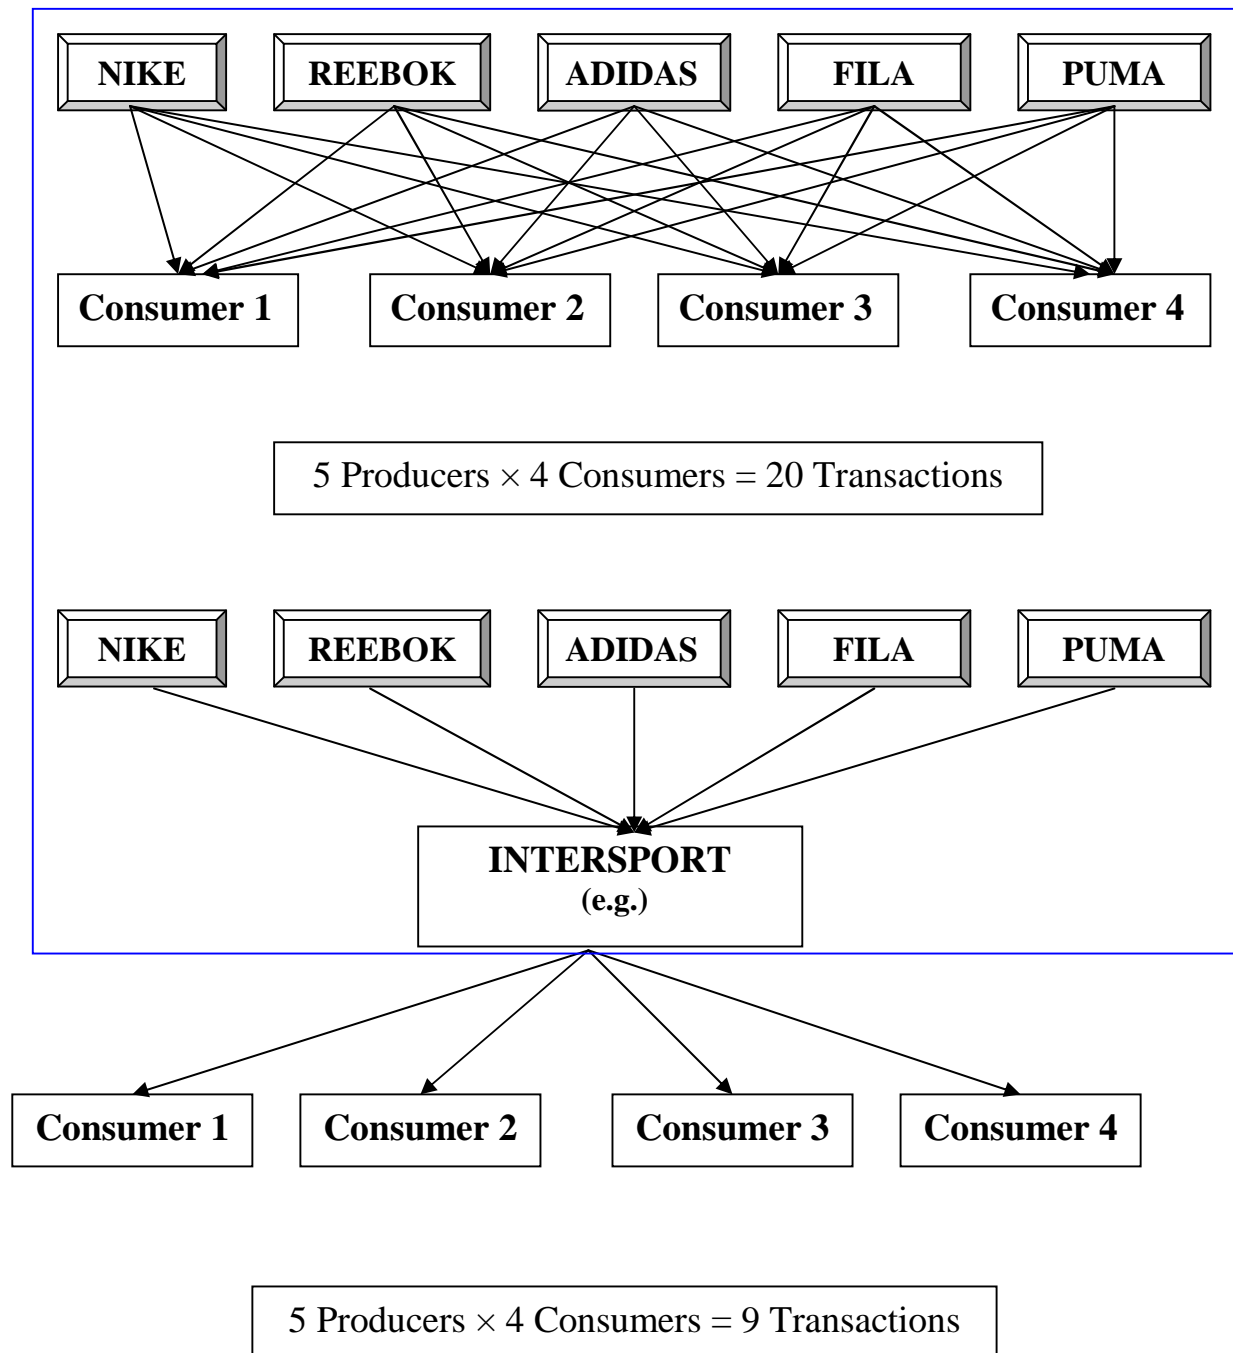 NIKE REEBOK ADIDAS FILA PUMA
Consumer 1 Consumer 2 Consumer 3 Consumer 4
5 Producers × 4 Consumers = 20 Transactions
NIKE REEBOK ADIDAS FILA PUMA
INTERSPORT
(e.g.)
Consumer 1 Consumer 2 Consumer 3 Consumer 4
5 Producers × 4 Consumers = 9 Transactions